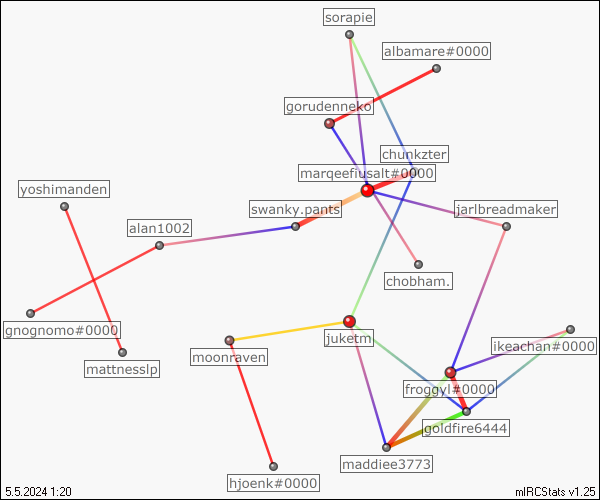 sorapie
albamare#0000
gorudenneko
chunkzter
marqeefiusalt#0000
yoshimanden
swanky.pants
jarlbreadmaker
alan1002
chobham.
gnognomo#0000
juketm
ikeachan#0000
moonraven
mattnesslp
froggyl#0000
goldfire6444
maddiee3773
hjoenk#0000
5.5.2024 1:20
mIRCStats v1.25